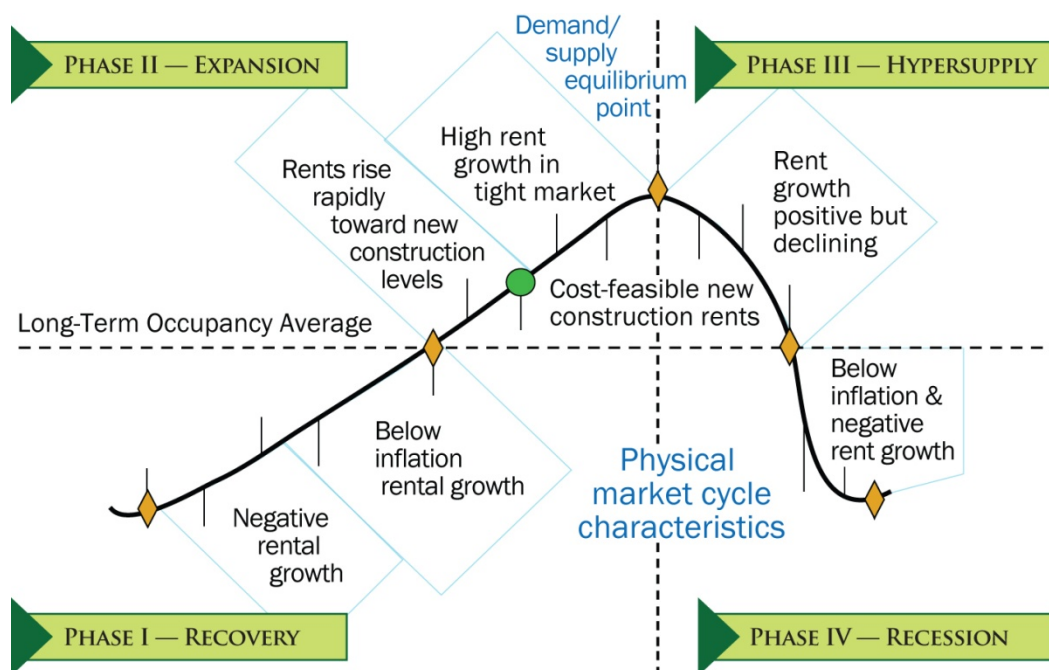 PHASE II — EXPANSION
Demand/
supply
equilibrium
point
PHASE III — HYPERSUPPLY
High rent
growth in
tight market
Rents rise
rapidly
toward new
construction
levels
Rent
growth
positive but
declining
Cost-feasible new
construction rents
Long-Term Occupancy Average
Below
inflation &
negative
rent growth
Below
inflation
rental growth
Physical
market cycle
characteristics
Negative
rental
growth
PHASE I — RECOVERY
PHASE IV — RECESSION